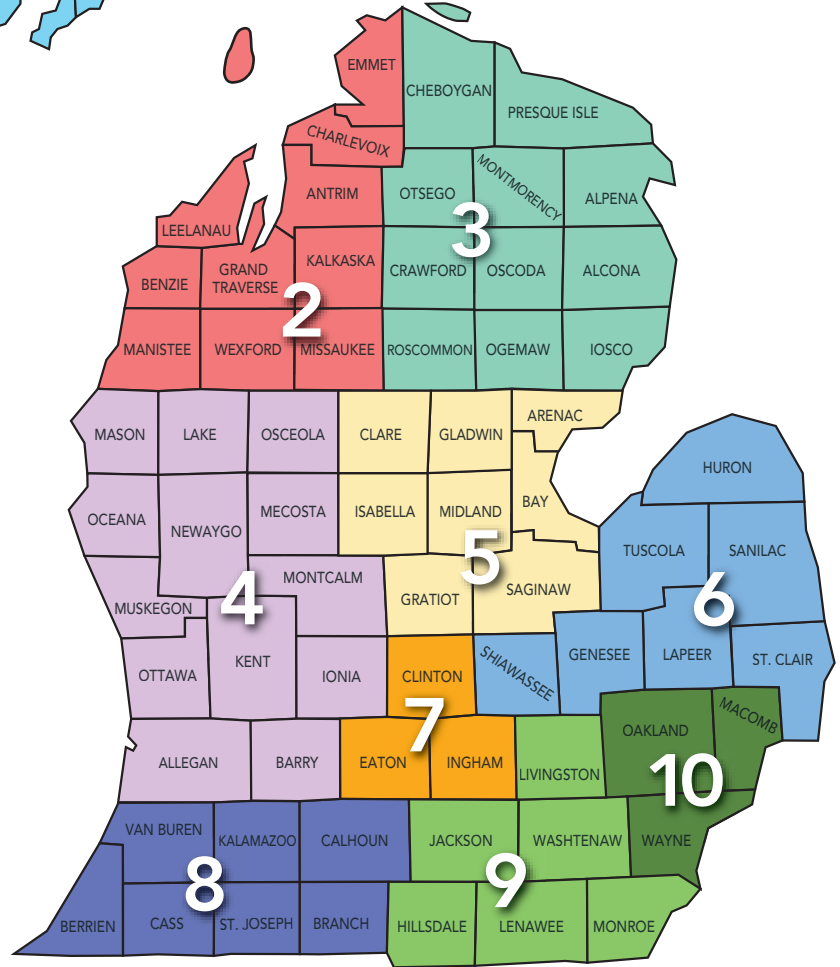 EMMET
CHEBOYGAN
PRESQUE ISLE
CHARLEVOIX
ANTRIM
OTSEGO
MONTMORENCY
ALPENA
3
LEELANAU
BENZIE
GRAND
TRAVERSE
KALKASKA
CRAWFORD
OSCODA
ALCONA
2
MANISTEE
WEXFORD
MISSAUKEE
ROSCOMMON
OGEMAW
IOSCO
MASON
LAKE
OSCEOLA
CLARE
GLADWIN
ARENAC
HURON
OCEANA
NEWAYGO
MECOSTA
ISABELLA
MIDLAND
BAY
TUSCOLA
SANILAC
5
MONTCALM
GRATIOT
SAGINAW
MUSKEGON
4
6
OTTAWA
KENT
IONIA
CLINTON
SHIAWASSEE
GENESEE
LAPEER
ST. CLAIR
7
ALLEGAN
BARRY
EATON
INGHAM
LIVINGSTON
OAKLAND
MACOMB
10
VAN BUREN
KALAMAZOO
CALHOUN
JACKSON
WASHTENAW
WAYNE
8
9
BERRIEN
CASS
ST. JOSEPH
BRANCH
HILLSDALE
LENAWEE
MONROE